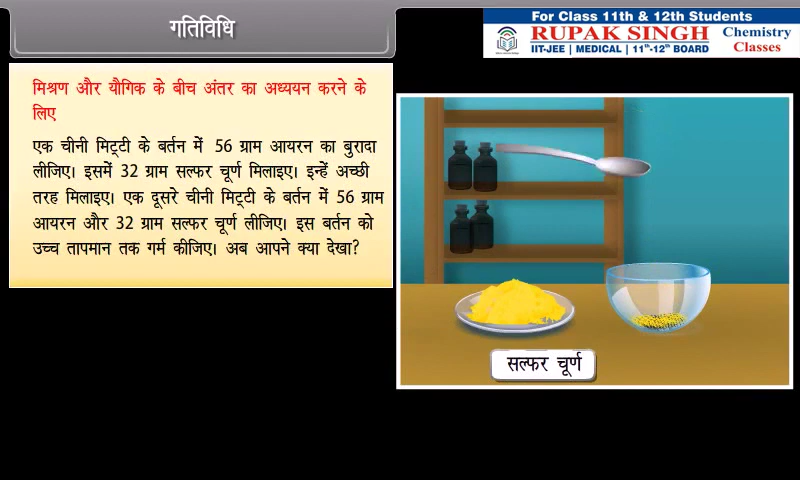 गतिविधि
For Class 11th & 12th Students
RUPAK SINGH
IIT-JEE | MEDICAL | 11th-12th BOARD
Chemistry
Classes
मिश्रण और यौगिक के बीच अंतर का अध्ययन करने के
लिए
एक चीनी मिट्टी के बर्तन में 56 ग्राम आयरन का बुरादा
लीजिए। इसमें 32 ग्राम सल्फर चूर्ण मिलाइए। इन्हें अच्छी
तरह मिलाइए। एक दूसरे चीनी मिट्टी के बर्तन में 56 ग्राम
आयरन और 32 ग्राम सल्फर चूर्ण लीजिए। इस बर्तन को
उच्च तापमान तक गर्म कीजिए। अब आपने क्या देखा?
सल्फर चूर्ण